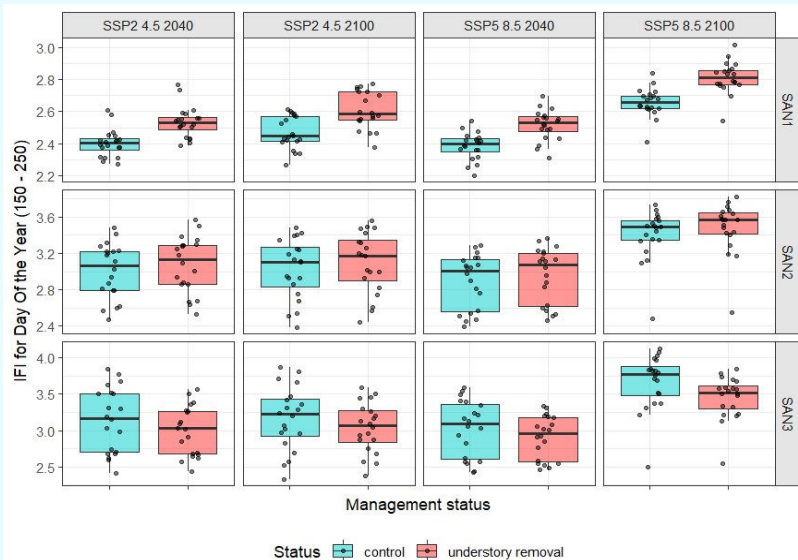 SSP2 4.5 2040 SSP2 4.5 2100 SSP5 8.5 2040 SSP5 8.5 2100
IFI for Day Of the Year (150 - 250)
3.0
2.8
2.6
2.4
2.2
SAN1
3.6
3.2
2.8
2.4
SAN2
4.0
3.5
3.0
2.5
SAN3
Management status
Status control understory removal